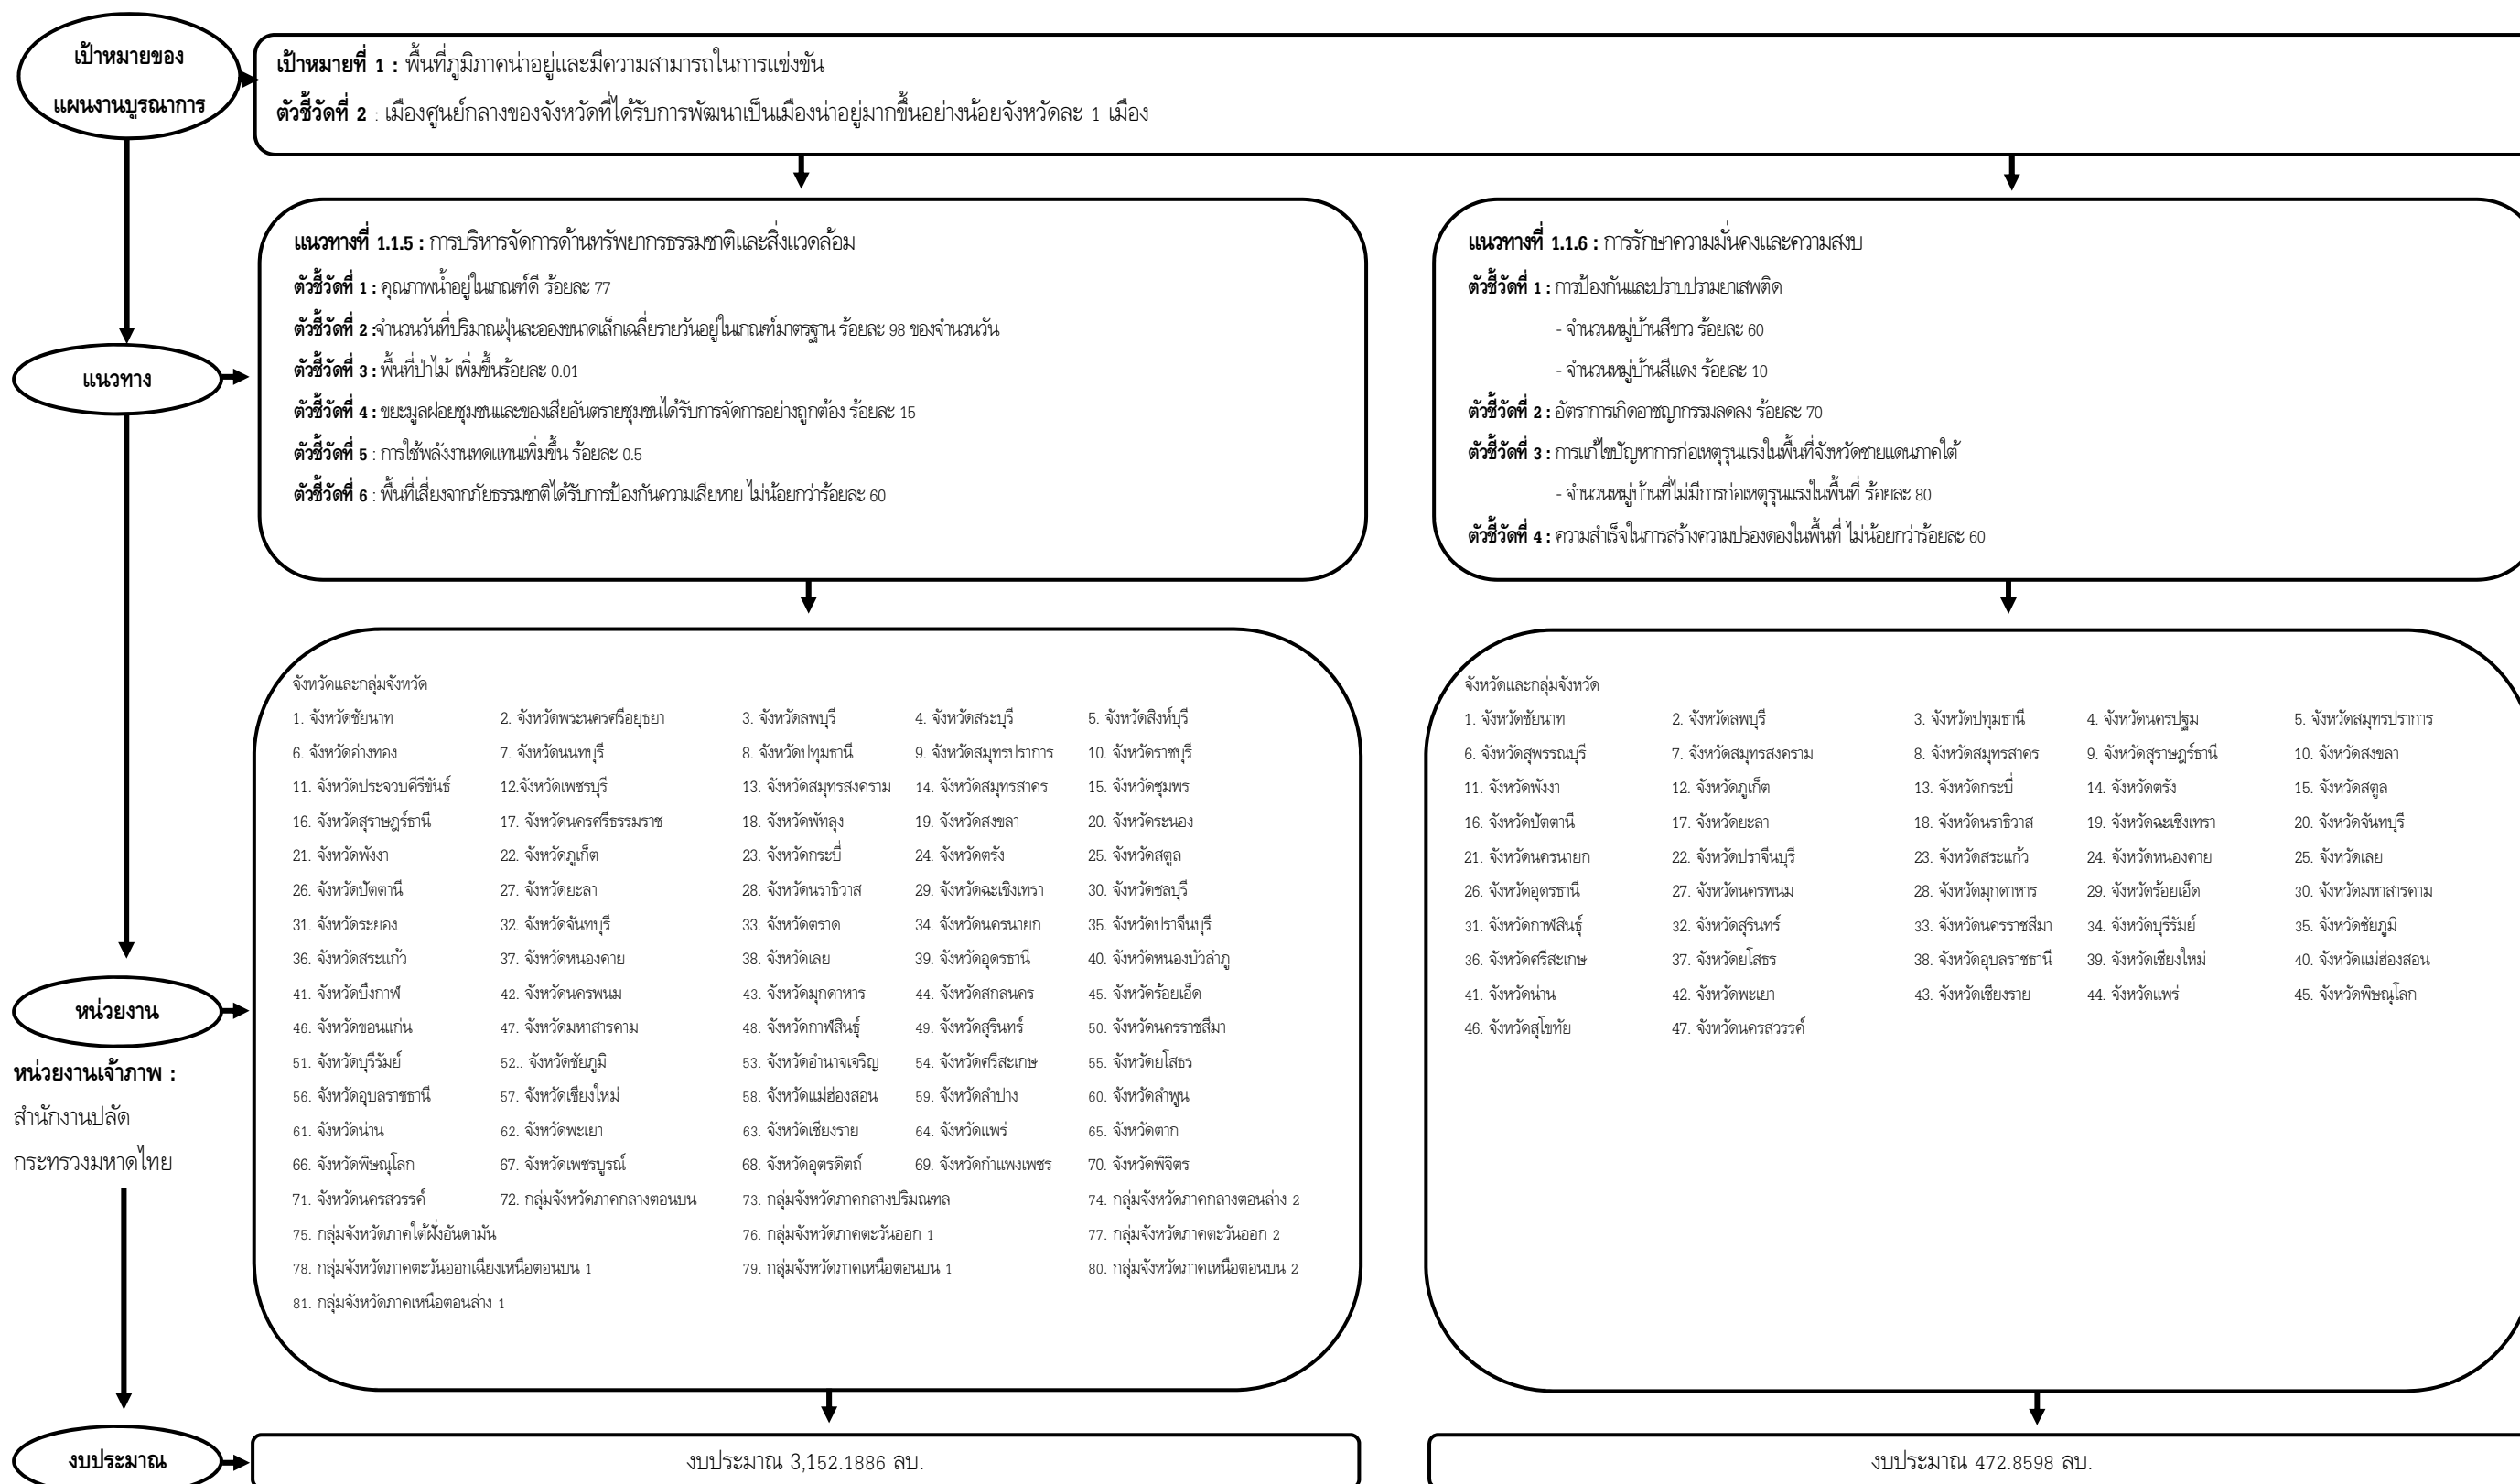 เป้าหมายของ
แผนงานบูรณาการ
เป้าหมายที่ 1 : พื้นที่ภูมิภาคน่าอยู่และมีความสามารถในการแข่งขัน
ตัวชี้วัดที่ 2 : เมืองศูนย์กลางของจังหวัดที่ได้รับการพัฒนาเป็นเมืองน่าอยู่มากขึ้นอย่างน้อยจังหวัดละ 1 เมือง
แนวทาง
แนวทางที่ 1.1.5 : การบริหารจัดการด้านทรัพยากรธรรมชาติและสิ่งแวดล้อม
ตัวชี้วัดที่ 1 : คุณภาพน้ำอยู่ในเกณฑ์ดี ร้อยละ 77
ตัวชี้วัดที่ 2 :จำนวนวันที่ปริมาณฝุ่นละอองขนาดเล็กเฉลี่ยรายวันอยู่ในเกณฑ์มาตรฐาน ร้อยละ 98 ของจำนวนวัน
ตัวชี้วัดที่ 3 : พื้นที่ป่าไม้ เพิ่มขึ้นร้อยละ 0.01
ตัวชี้วัดที่ 4 : ขยะมูลฝอยชุมชนและของเสียอันตรายชุมชนได้รับการจัดการอย่างถูกต้อง ร้อยละ 15
ตัวชี้วัดที่ 5 : การใช้พลังงานทดแทนเพิ่มขึ้น ร้อยละ 0.5
ตัวชี้วัดที่ 6 : พื้นที่เสี่ยงจากภัยธรรมชาติได้รับการป้องกันความเสียหาย ไม่น้อยกว่าร้อยละ 60
แนวทางที่ 1.1.6 : การรักษาความมั่นคงและความสงบ
ตัวชี้วัดที่ 1 : การป้องกันและปราบปรามยาเสพติด
- จำนวนหมู่บ้านสีขาว ร้อยละ 60
- จำนวนหมู่บ้านสีแดง ร้อยละ 10
ตัวชี้วัดที่ 2 : อัตราการเกิดอาชญากรรมลดลง ร้อยละ 70
ตัวชี้วัดที่ 3 : การแก้ไขปัญหาการก่อเหตุรุนแรงในพื้นที่จังหวัดชายแดนภาคใต้
- จำนวนหมู่บ้านที่ไม่มีการก่อเหตุรุนแรงในพื้นที่ ร้อยละ 80
ตัวชี้วัดที่ 4 : ความสำเร็จในการสร้างความปรองดองในพื้นที่ ไม่น้อยกว่าร้อยละ 60
หน่วยงาน
หน่วยงานเจ้าภาพ :
สำนักงานปลัด
กระทรวงมหาดไทย
จังหวัดและกลุ่มจังหวัด
1. จังหวัดชัยนาท 2. จังหวัดพระนครศรีอยุธยา 3. จังหวัดลพบุรี 4. จังหวัดสระบุรี 5. จังหวัดสิงห์บุรี
6. จังหวัดอ่างทอง 7. จังหวัดนนทบุรี 8. จังหวัดปทุมธานี 9. จังหวัดสมุทรปราการ 10. จังหวัดราชบุรี
11. จังหวัดประจวบคีรีขันธ์ 12.จังหวัดเพชรบุรี 13. จังหวัดสมุทรสงคราม 14. จังหวัดสมุทรสาคร 15. จังหวัดชุมพร
16. จังหวัดสุราษฎร์ธานี 17. จังหวัดนครศรีธรรมราช 18. จังหวัดพัทลุง 19. จังหวัดสงขลา 20. จังหวัดระนอง
21. จังหวัดพังงา 22. จังหวัดภูเก็ต 23. จังหวัดกระบี่ 24. จังหวัดตรัง 25. จังหวัดสตูล
26. จังหวัดปัตตานี 27. จังหวัดยะลา 28. จังหวัดนราธิวาส 29. จังหวัดฉะเชิงเทรา 30. จังหวัดชลบุรี
31. จังหวัดระยอง 32. จังหวัดจันทบุรี 33. จังหวัดตราด 34. จังหวัดนครนายก 35. จังหวัดปราจีนบุรี
36. จังหวัดสระแก้ว 37. จังหวัดหนองคาย 38. จังหวัดเลย 39. จังหวัดอุดรธานี 40. จังหวัดหนองบัวลำภู
41. จังหวัดบึงกาฬ 42. จังหวัดนครพนม 43. จังหวัดมุกดาหาร 44. จังหวัดสกลนคร 45. จังหวัดร้อยเอ็ด
46. จังหวัดขอนแก่น 47. จังหวัดมหาสารคาม 48. จังหวัดกาฬสินธุ์ 49. จังหวัดสุรินทร์ 50. จังหวัดนครราชสีมา
51. จังหวัดบุรีรัมย์ 52.. จังหวัดชัยภูมิ 53. จังหวัดอำนาจเจริญ 54. จังหวัดศรีสะเกษ 55. จังหวัดยโสธร
56. จังหวัดอุบลราชธานี 57. จังหวัดเชียงใหม่ 58. จังหวัดแม่ฮ่องสอน 59. จังหวัดลำปาง 60. จังหวัดลำพูน
61. จังหวัดน่าน 62. จังหวัดพะเยา 63. จังหวัดเชียงราย 64. จังหวัดแพร่ 65. จังหวัดตาก
66. จังหวัดพิษณุโลก 67. จังหวัดเพชรบูรณ์ 68. จังหวัดอุตรดิตถ์ 69. จังหวัดกำแพงเพชร 70. จังหวัดพิจิตร
71. จังหวัดนครสวรรค์ 72. กลุ่มจังหวัดภาคกลางตอนบน 73. กลุ่มจังหวัดภาคกลางปริมณฑล 74. กลุ่มจังหวัดภาคกลางตอนล่าง 2
75. กลุ่มจังหวัดภาคใต้ฝั่งอันดามัน 76. กลุ่มจังหวัดภาคตะวันออก 1 77. กลุ่มจังหวัดภาคตะวันออก 2
78. กลุ่มจังหวัดภาคตะวันออกเฉียงเหนือตอนบน 1 79. กลุ่มจังหวัดภาคเหนือตอนบน 1 80. กลุ่มจังหวัดภาคเหนือตอนบน 2
81. กลุ่มจังหวัดภาคเหนือตอนล่าง 1
จังหวัดและกลุ่มจังหวัด
1. จังหวัดชัยนาท 2. จังหวัดลพบุรี 3. จังหวัดปทุมธานี 4. จังหวัดนครปฐม 5. จังหวัดสมุทรปราการ
6. จังหวัดสุพรรณบุรี 7. จังหวัดสมุทรสงคราม 8. จังหวัดสมุทรสาคร 9. จังหวัดสุราษฎร์ธานี 10. จังหวัดสงขลา
11. จังหวัดพังงา 12. จังหวัดภูเก็ต 13. จังหวัดกระบี่ 14. จังหวัดตรัง 15. จังหวัดสตูล
16. จังหวัดปัตตานี 17. จังหวัดยะลา 18. จังหวัดนราธิวาส 19. จังหวัดฉะเชิงเทรา 20. จังหวัดจันทบุรี
21. จังหวัดนครนายก 22. จังหวัดปราจีนบุรี 23. จังหวัดสระแก้ว 24. จังหวัดหนองคาย 25. จังหวัดเลย
26. จังหวัดอุดรธานี 27. จังหวัดนครพนม 28. จังหวัดมุกดาหาร 29. จังหวัดร้อยเอ็ด 30. จังหวัดมหาสารคาม
31. จังหวัดกาฬสินธุ์ 32. จังหวัดสุรินทร์ 33. จังหวัดนครราชสีมา 34. จังหวัดบุรีรัมย์ 35. จังหวัดชัยภูมิ
36. จังหวัดศรีสะเกษ 37. จังหวัดยโสธร 38. จังหวัดอุบลราชธานี 39. จังหวัดเชียงใหม่ 40. จังหวัดแม่ฮ่องสอน
41. จังหวัดน่าน 42. จังหวัดพะเยา 43. จังหวัดเชียงราย 44. จังหวัดแพร่ 45. จังหวัดพิษณุโลก
46. จังหวัดสุโขทัย 47. จังหวัดนครสวรรค์
งบประมาณ
งบประมาณ 3,152.1886 ลบ.
งบประมาณ 472.8598 ลบ.